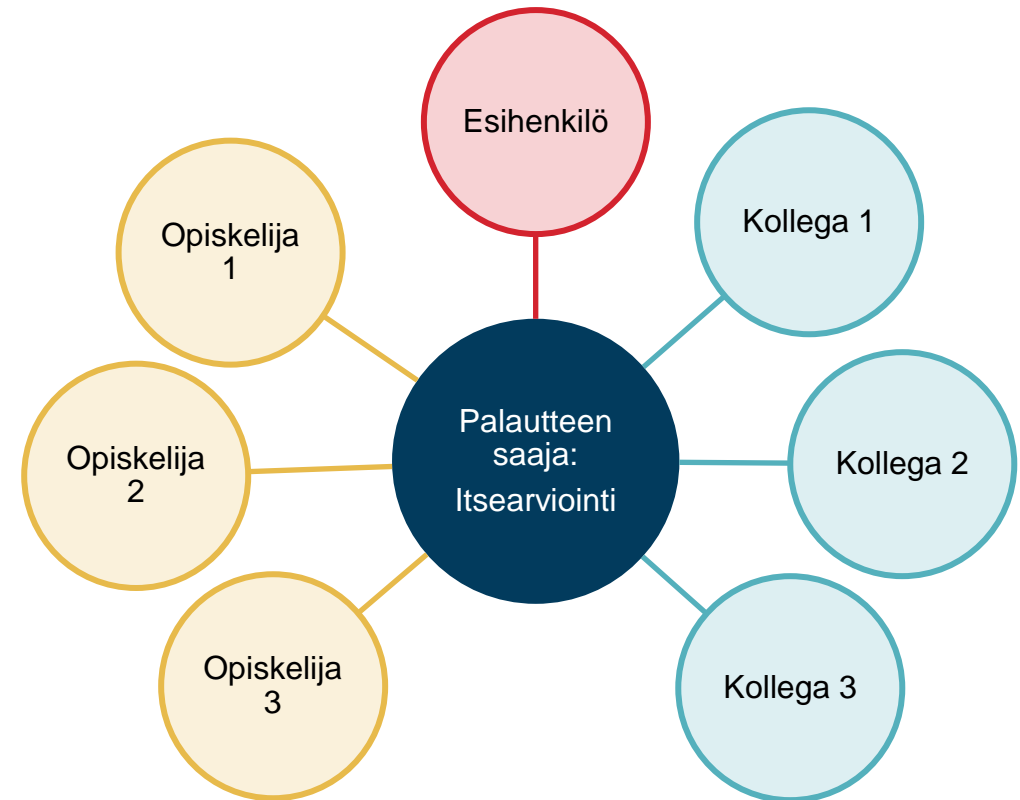 Esihenkilö
Kollega 1
Opiskelija
1
Palautteen
saaja:
Itsearviointi
Opiskelija
2
Kollega 2
Opiskelija
3
Kollega 3